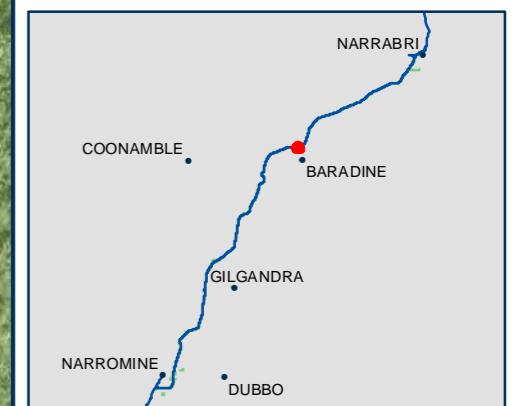 NARRABRI
COONAMBLE
BARADINE
GILGANDRA
NARROMINE
DUBBO